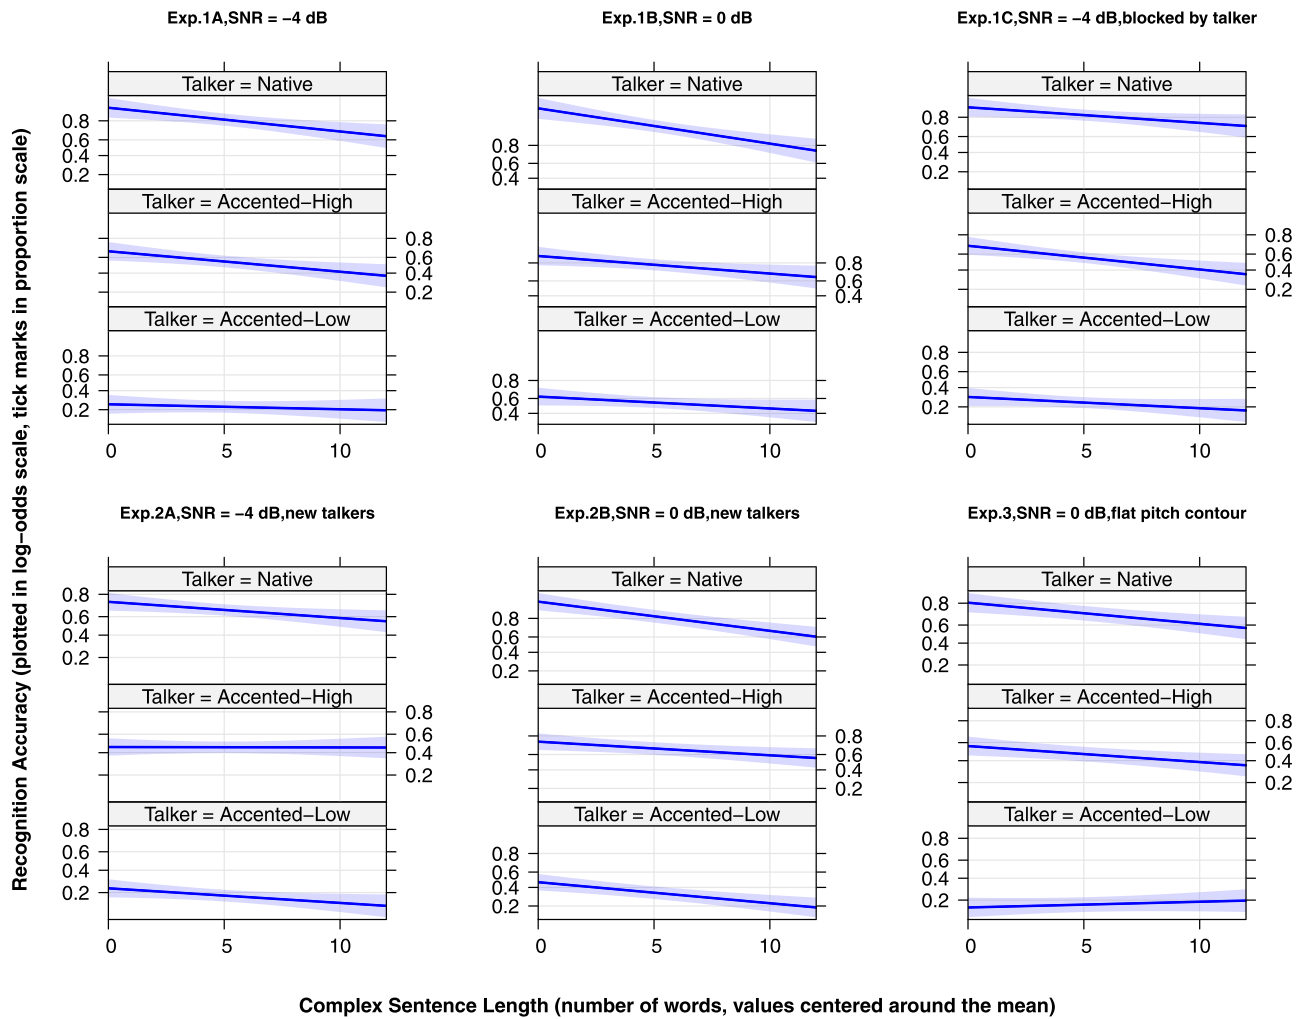 Exp.1A,SNR = −4 dB
Talker = Native
0.8
0.6
0.4
0.2
Talker = Accented−High
0.8
0.6
0.4
0.2
Talker = Accented−Low
0.8
0.6
0.4
0.2
0 5 10
Exp.1B,SNR = 0 dB
Talker = Native
0.8
0.6
0.4
Talker = Accented−High
0.8
0.6
0.4
Talker = Accented−Low
0.8
0.6
0.4
0 5 10
Exp.1C,SNR = −4 dB,blocked by talker
Talker = Native
0.8
0.6
0.4
0.2
Talker = Accented−High
0.8
0.6
0.4
0.2
Talker = Accented−Low
0.8
0.6
0.4
0.2
0 5 10
Exp.2A,SNR = −4 dB,new talkers
Talker = Native
0.8
0.6
0.4
0.2
Talker = Accented−High
0.8
0.6
0.4
0.2
Talker = Accented−Low
0.8
0.6
0.4
0.2
0 5 10
Exp.2B,SNR = 0 dB,new talkers
Talker = Native
0.8
0.6
0.4
0.2
Talker = Accented−High
0.8
0.6
0.4
0.2
Talker = Accented−Low
0.8
0.6
0.4
0.2
0 5 10
Exp.3,SNR = 0 dB,flat pitch contour
Talker = Native
0.8
0.6
0.4
0.2
Talker = Accented−High
0.8
0.6
0.4
0.2
Talker = Accented−Low
0.8
0.6
0.4
0.2
0 5 10
Recognition Accuracy (plotted in log−odds scale, tick marks in proportion scale)
Complex Sentence Length (number of words, values centered around the mean)